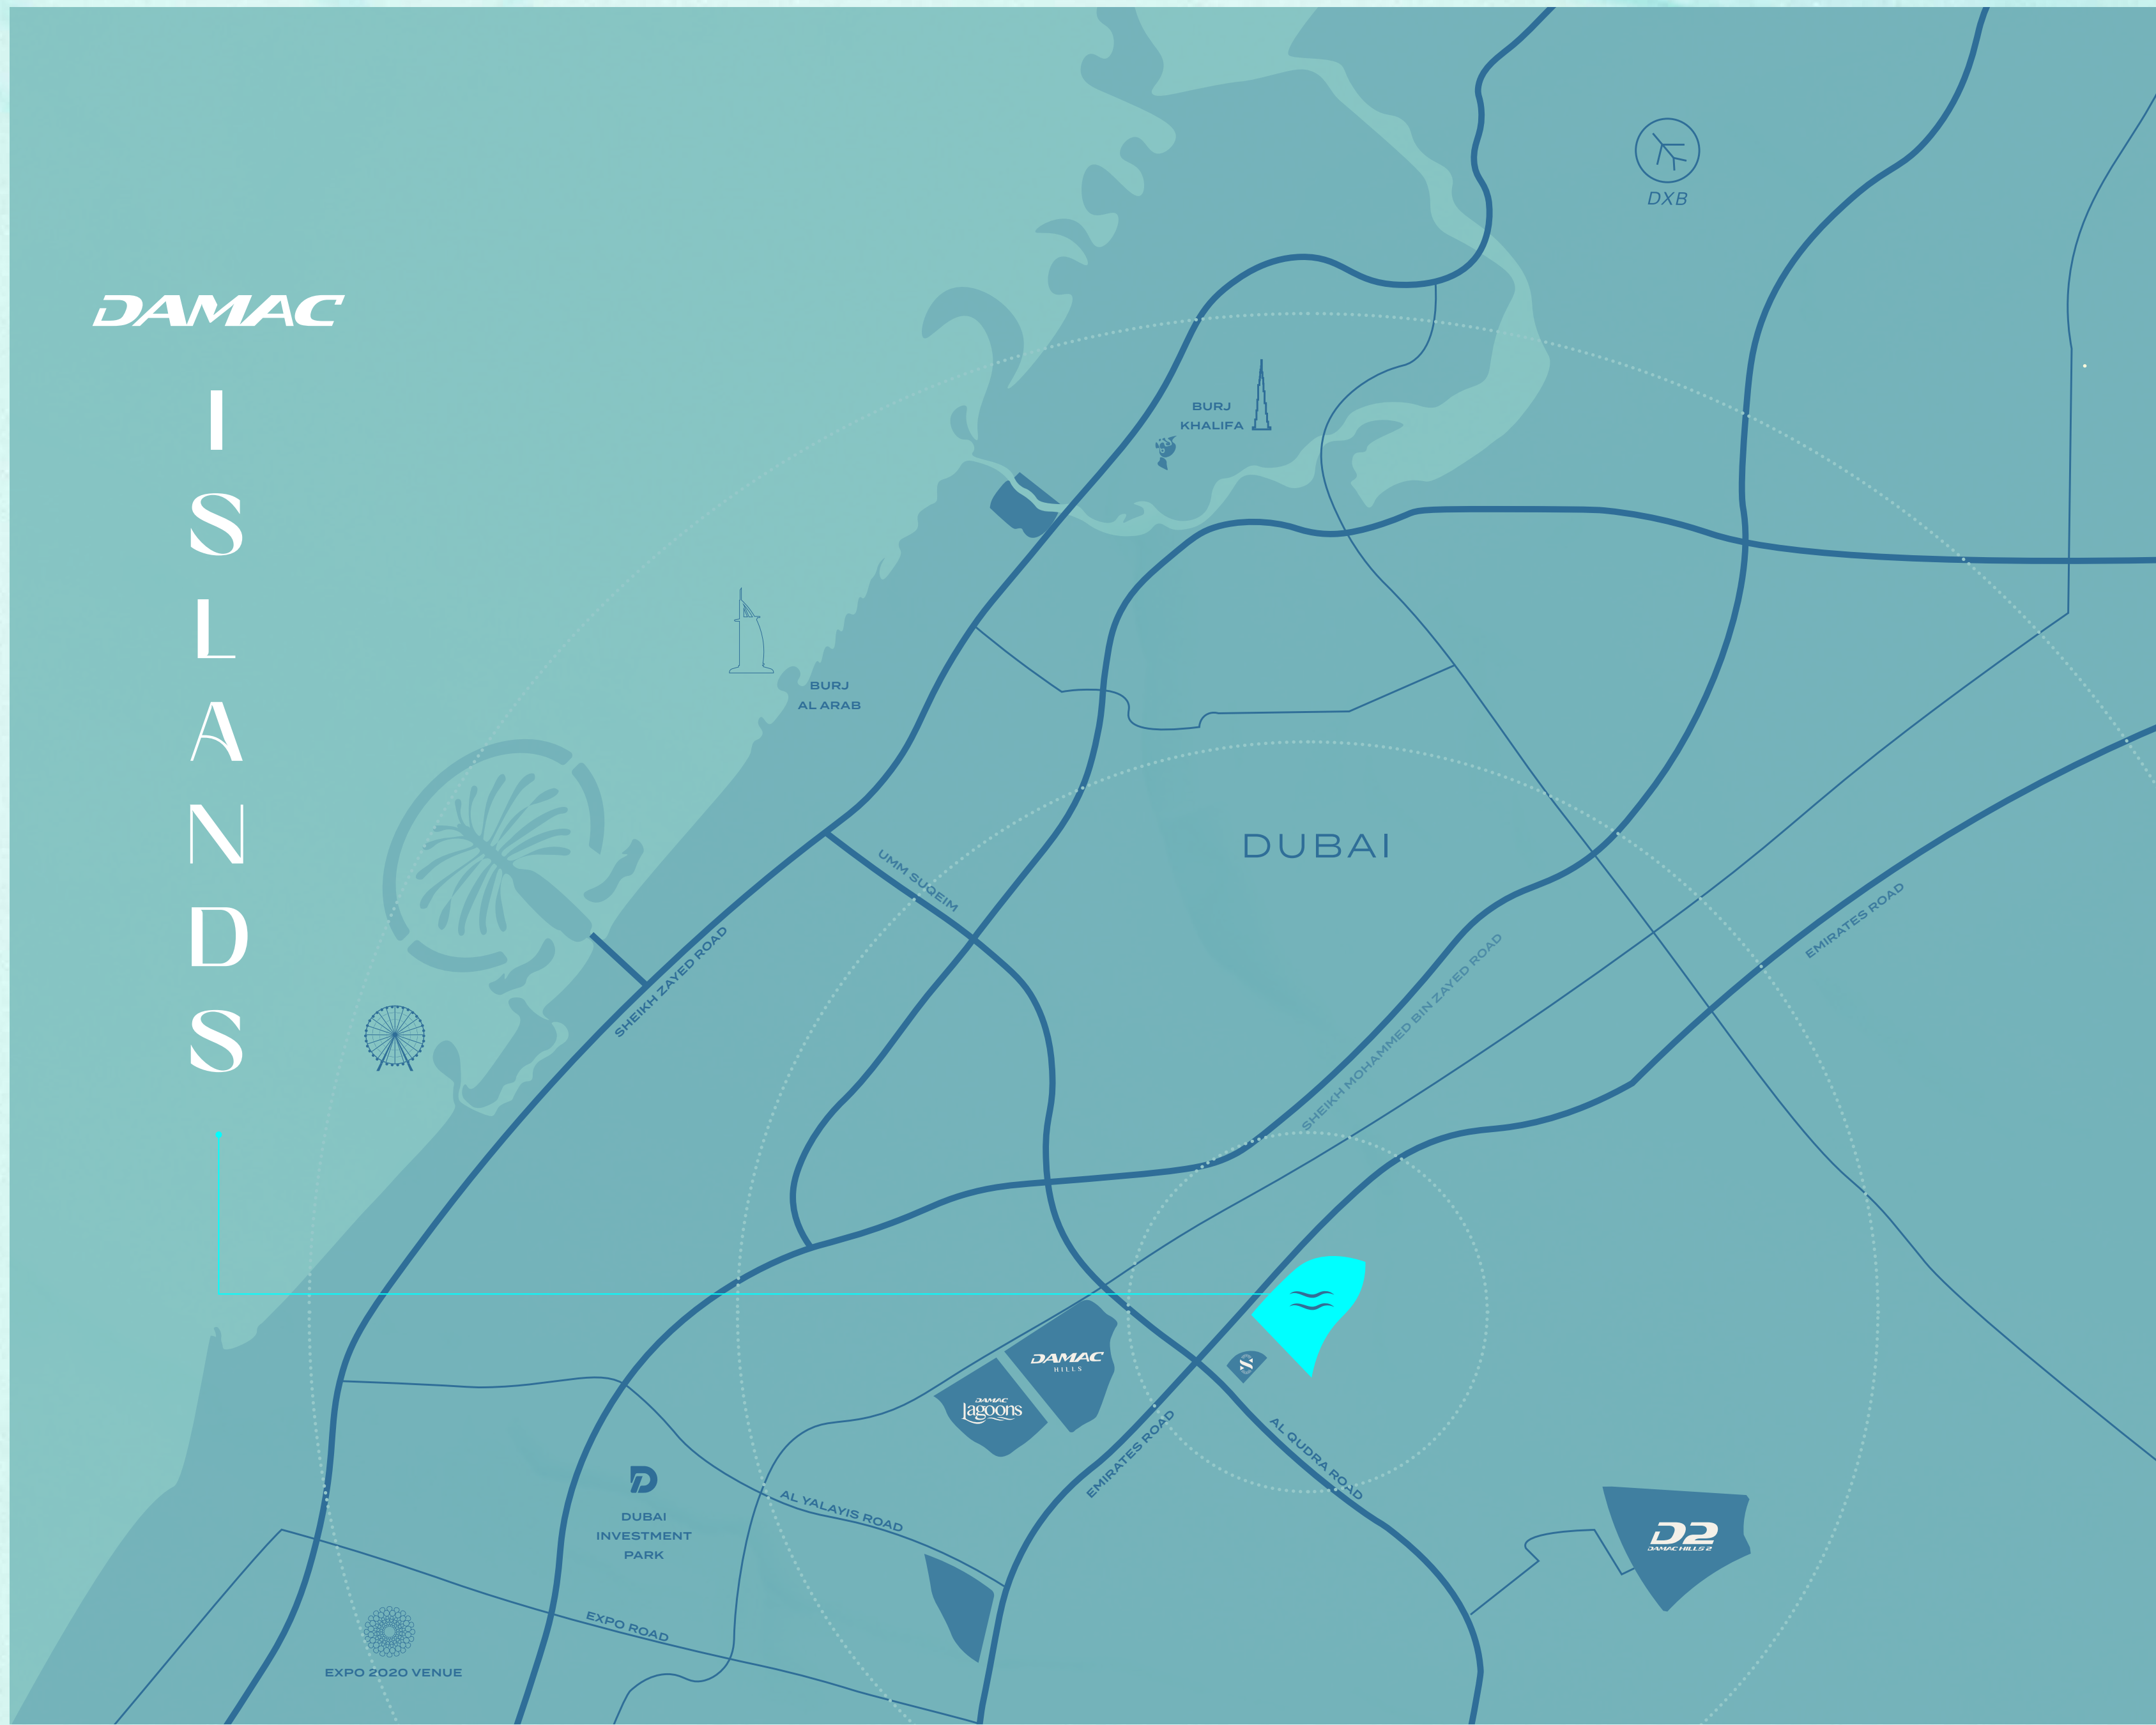 DAMAC
ISLANDS
DXB
BURJ
KHALIFA
BURJ
AL ARAB
DUBAI
UMM SUQEIM
SHEIKH ZAYED ROAD
SHEIKH MOHAMMED BIN ZAYED ROAD
EMIRATES ROAD
DAMAC
HILLS
DAMAC
lagoons
S
EMIRATES ROAD
AL QUDRA ROAD
AL YALAYIS ROAD
D
DUBAI
INVESTMENT
PARK
D2
DAMAC HILLS 2
EXPO ROAD
EXPO 2020 VENUE